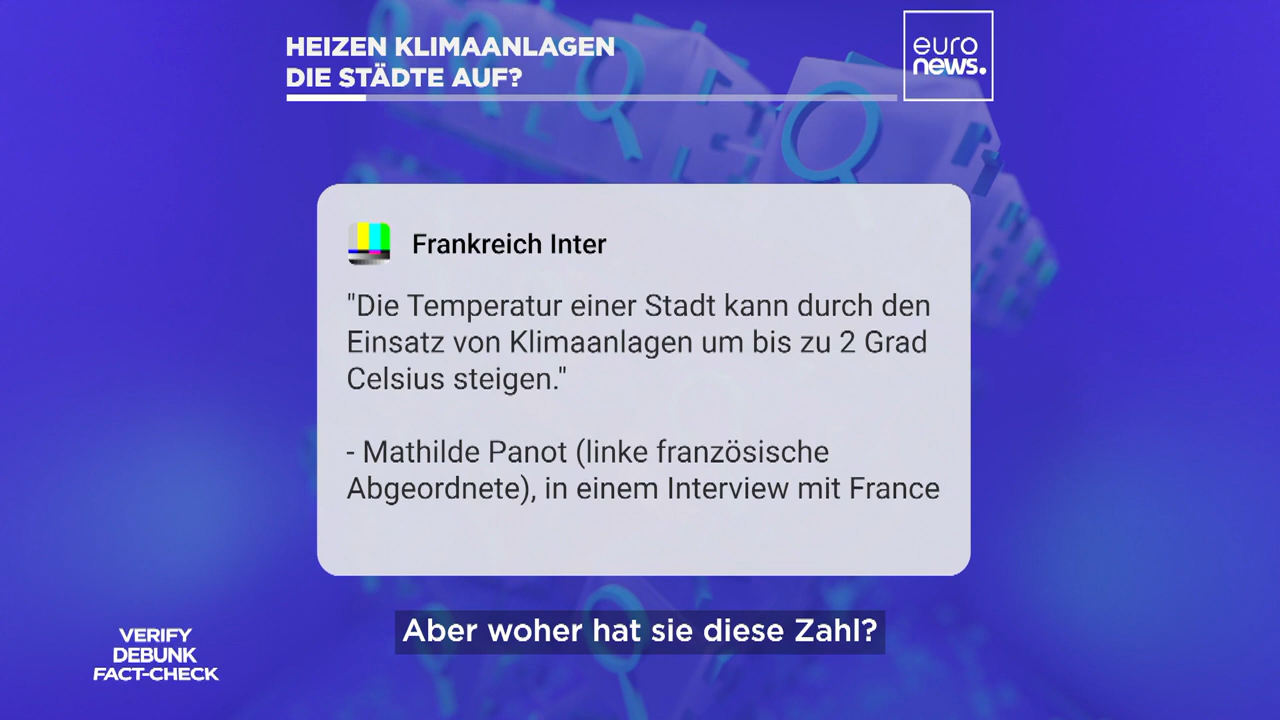 HEIZEN KLIMAANLAGEN
DIE STÄDTE AUF?
euro
news.
Frankreich Inter
"Die Temperatur einer Stadt kann durch den
Einsatz von Klimaanlagen um bis zu 2 Grad
Celsius steigen."
- Mathilde Panot (linke französische
Abgeordnete), in einem Interview mit France
Aber woher hat sie diese Zahl?
VERIFY
DEBUNK
FACT-CHECK